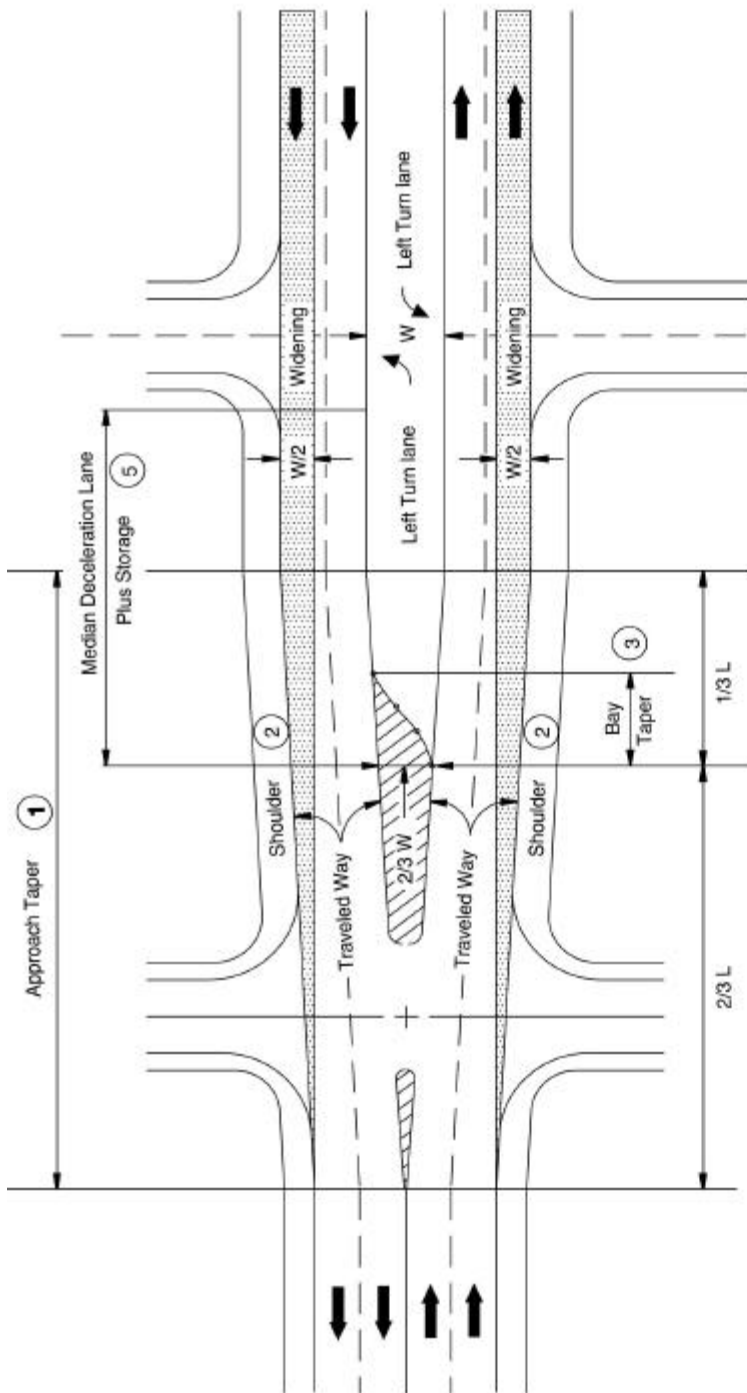 Approach Taper ①
Median Deceleration Lane
Plus Storage ⑤
Shoulder ②
W/2
Widening
Traveled Way
2/3 W
Left Turn lane
W
Left Turn lane
Traveled Way
Shoulder ②
Widening
Bay
Taper ③
2/3 L
1/3 L